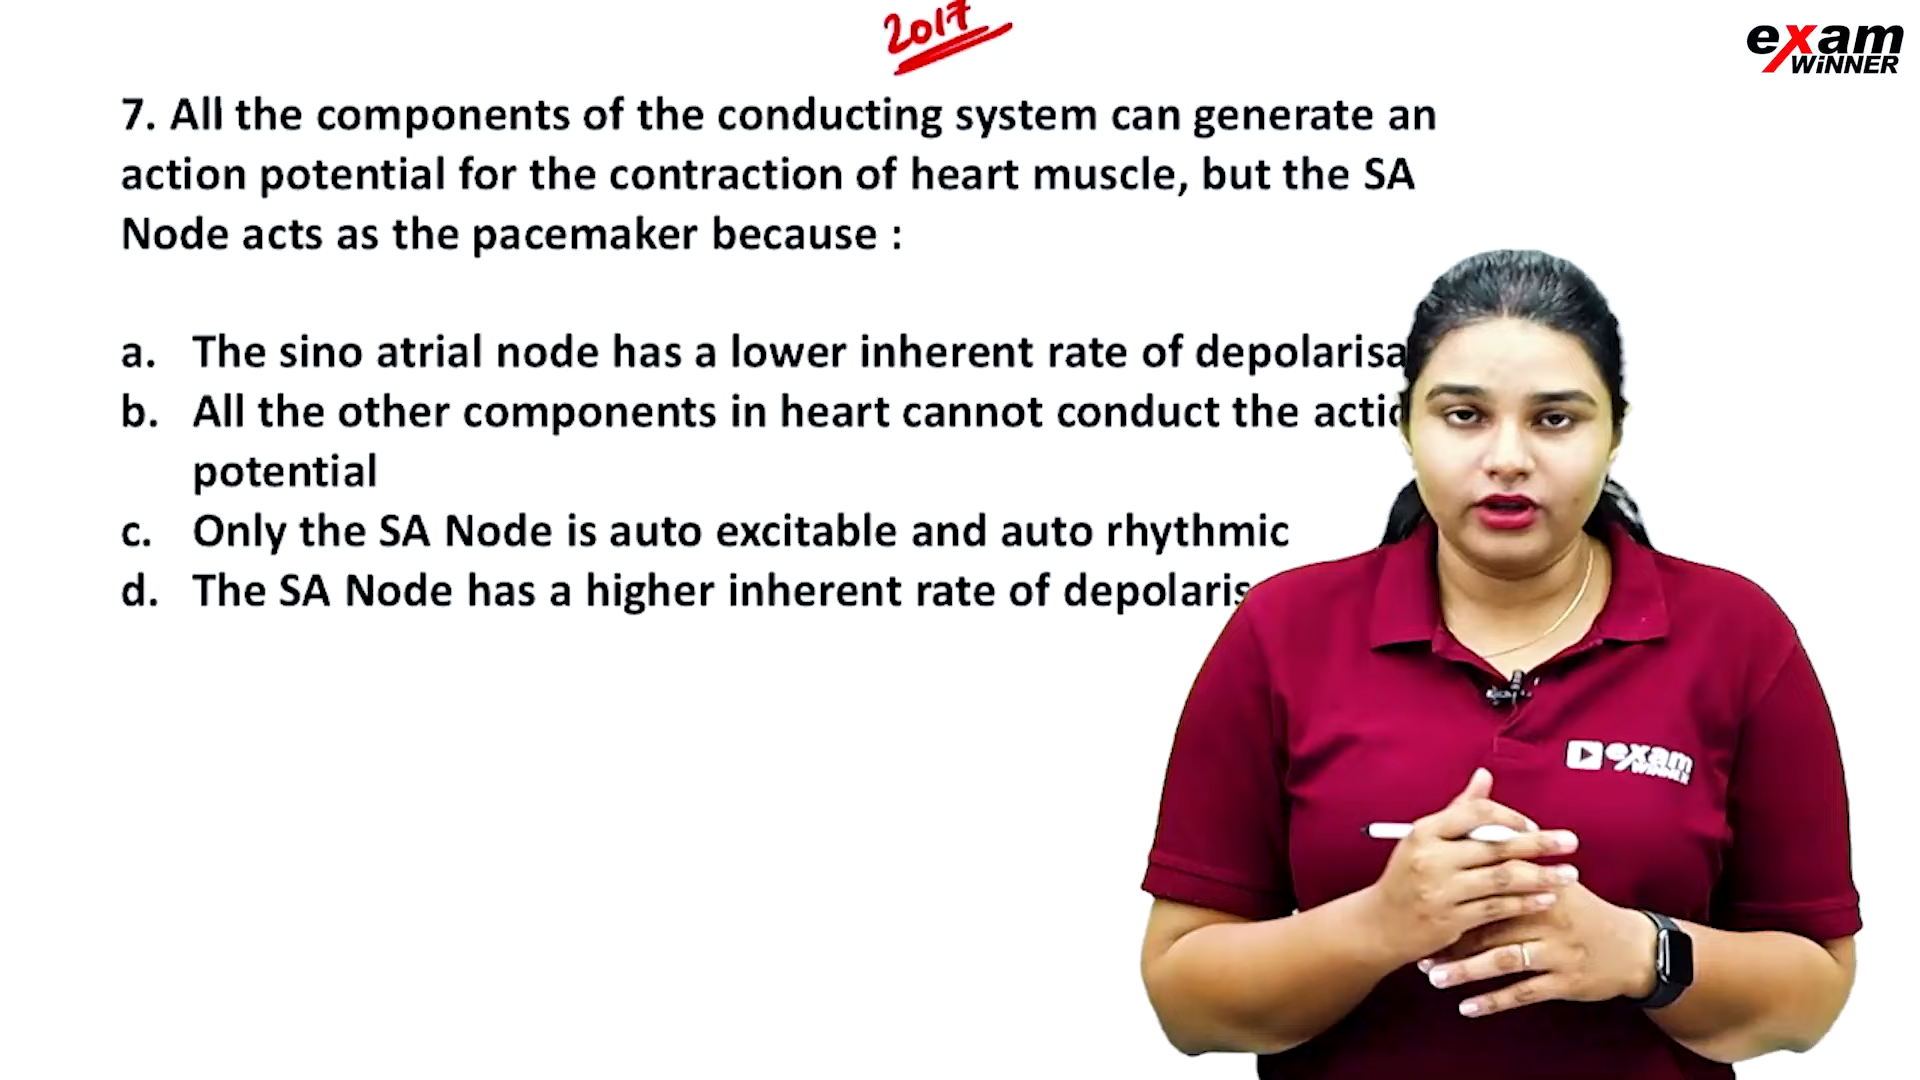 2017
exam
WiNNER
7. All the components of the conducting system can generate an
action potential for the contraction of heart muscle, but the SA
Node acts as the pacemaker because :
a. The sino atrial node has a lower inherent rate of depolarisa
b. All the other components in heart cannot conduct the actio
potential
c. Only the SA Node is auto excitable and auto rhythmic
d. The SA Node has a higher inherent rate of depolaris
exam
WiNNER